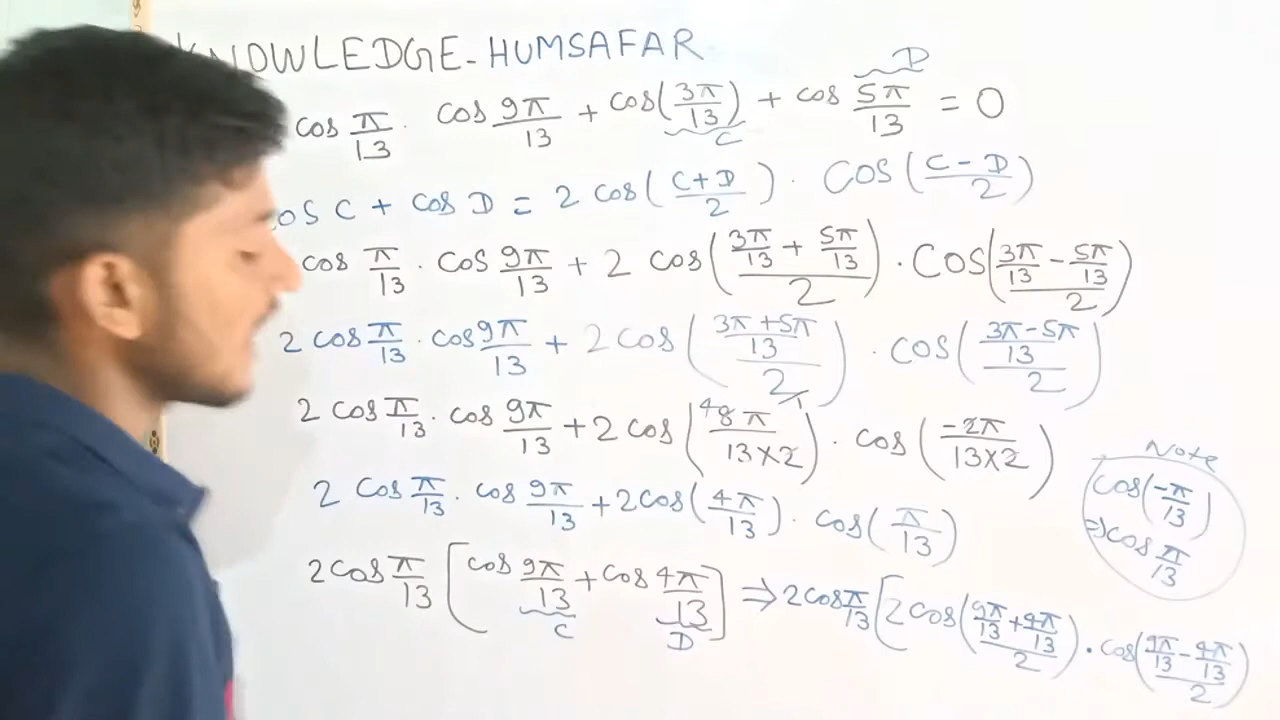 KNOWLEDGE-HUMSAFAR
cos π/13 · cos 9π/13 + cos(3π/13) + cos 5π/13 = 0
C D
cos C + cos D = 2 cos((C+D)/2) · cos((C-D)/2)
cos π/13 · cos 9π/13 + 2 cos((3π/13 + 5π/13)/2) · cos((3π/13 - 5π/13)/2)
2 cos π/13 · cos 9π/13 + 2 cos(((3π+5π)/13)/2) · cos(((3π-5π)/13)/2)
2 cos π/13 · cos 9π/13 + 2 cos(4 8π/13×2) · cos(-2π/13×2)
2 cos π/13 · cos 9π/13 + 2cos(4π/13) · cos(π/13)
Note
cos(-π/13)
⇒cos π/13
2cos π/13 [cos 9π/13 + cos 4π/13] ⇒ 2cos π/13 [2cos((9π/13 + 4π/13)/2) · cos((9π/13 - 4π/13)/2)
C D